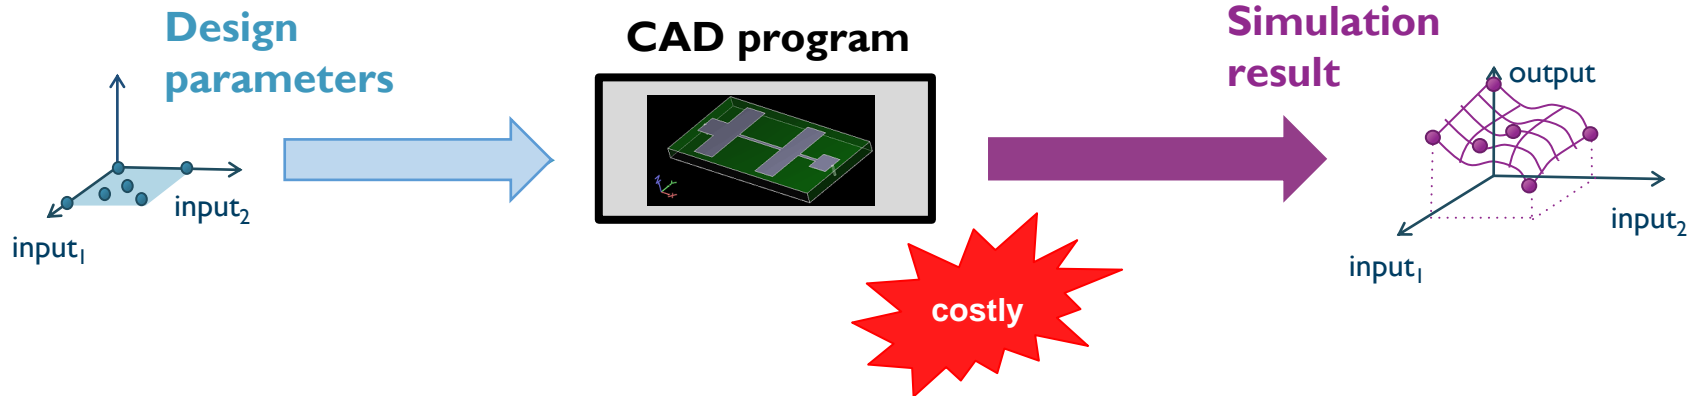 Design
parameters
CAD program
Simulation
result
output
input₂
input₁
input₂
input₁
costly